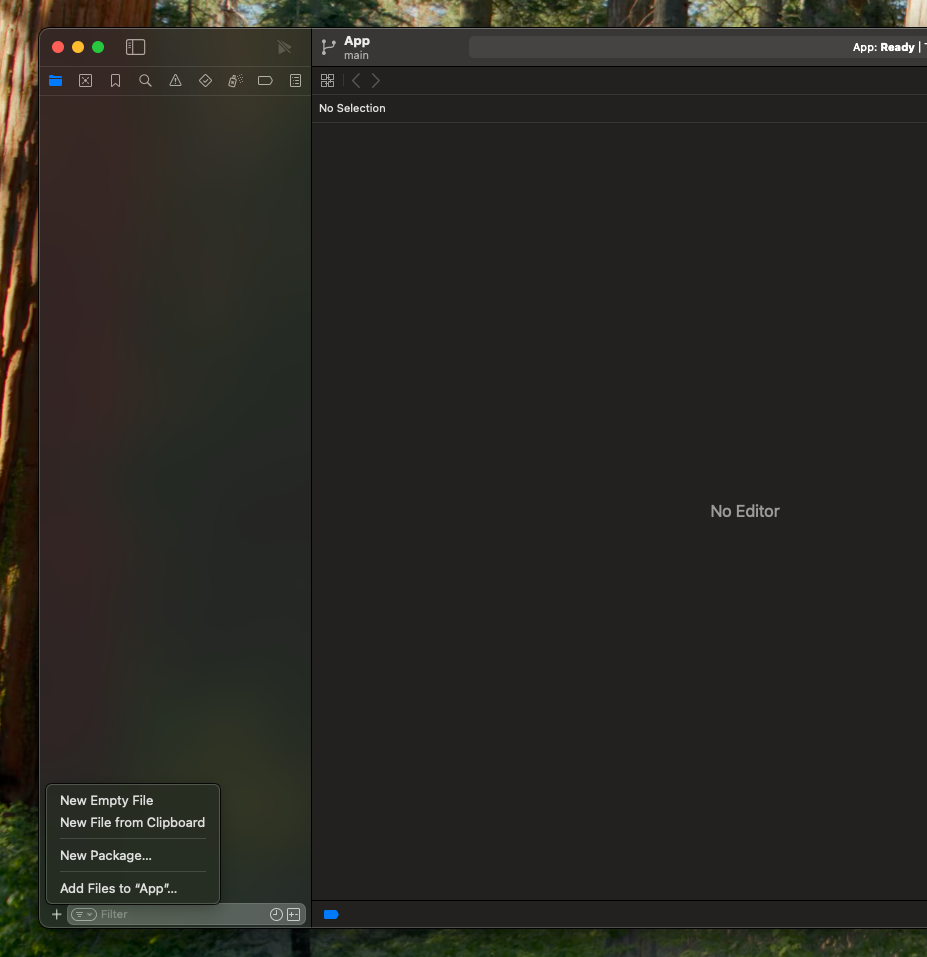 App
main
App: Ready |
No Selection
No Editor
New Empty File
New File from Clipboard
New Package...
Add Files to “App”...
Filter